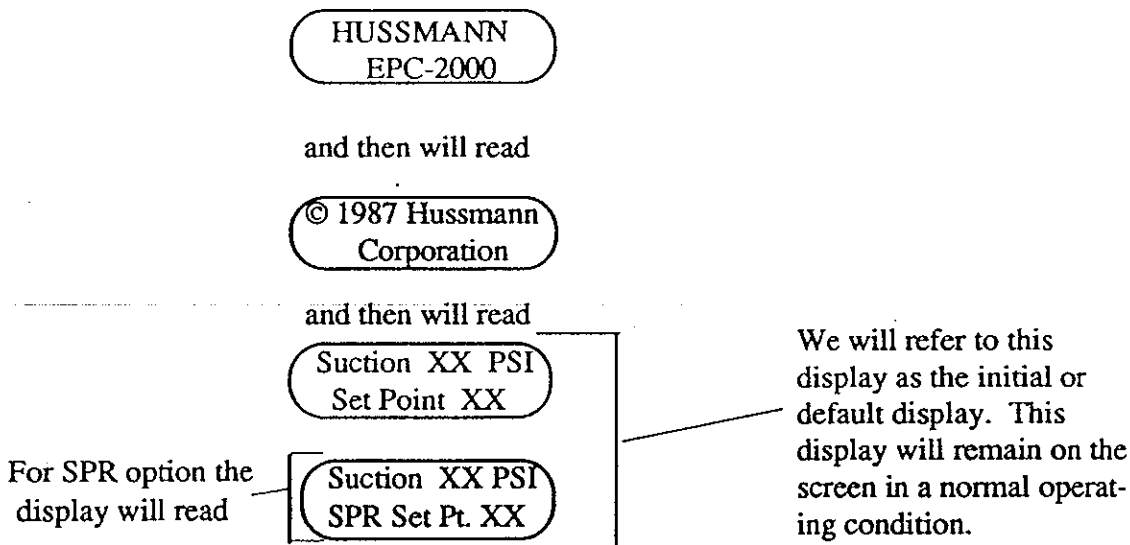 HUSSMANN
EPC-2000
and then will read
© 1987 Hussmann
Corporation
and then will read
Suction XX PSI
Set Point XX
We will refer to this
display as the initial or
default display. This
display will remain on the
screen in a normal operat-
ing condition.
For SPR option the
display will read
Suction XX PSI
SPR Set Pt. XX